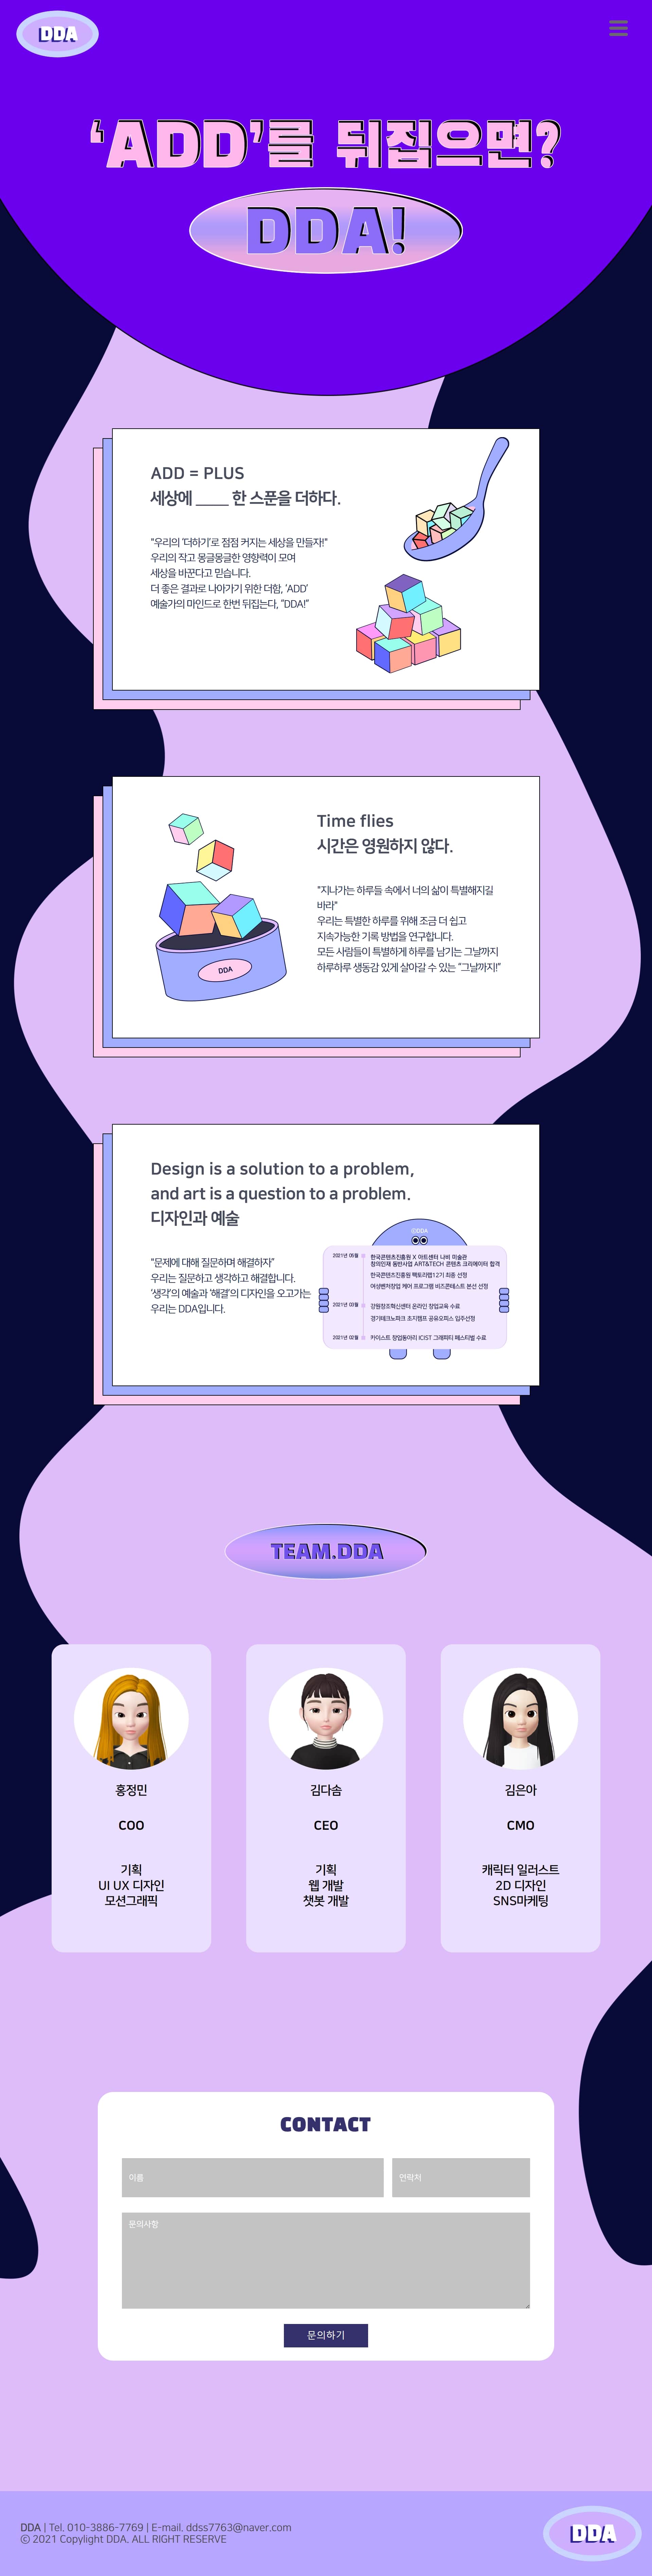 DDA
‘ADD’를 뒤집으면?
DDA!
ADD = PLUS
세상에 ____ 한 스푼을 더하다.
"우리의 '더하기'로 점점 커지는 세상을 만들자!"
우리의 작고 몽글몽글한 영향력이 모여
세상을 바꾼다고 믿습니다.
더 좋은 결과로 나아가기 위한 더함, ‘ADD’
예술가의 마인드로 한번 뒤집는다, “DDA!”
Time flies
시간은 영원하지 않다.
"지나가는 하루들 속에서 너의 삶이 특별해지길
바라"
우리는 특별한 하루를 위해 조금 더 쉽고
지속가능한 기록 방법을 연구합니다.
모든 사람들이 특별하게 하루를 남기는 그날까지
하루하루 생동감 있게 살아갈 수 있는 “그날까지!”
DDA
Design is a solution to a problem,
and art is a question to a problem.
디자인과 예술
"문제에 대해 질문하며 해결하자"
우리는 질문하고 생각하고 해결합니다.
'생각'의 예술과 '해결'의 디자인을 오고가는
우리는 DDA입니다.
©DDA
2021년 05월 한국콘텐츠진흥원 X 아트센터 나비 미술관
창의인재 동반사업 ART&TECH 콘텐츠 크리에이터 합격
한국콘텐츠진흥원 팩토리랩12기 최종 선정
여성벤처창업 케어 프로그램 비즈콘테스트 본선 선정
2021년 03월 강원창조혁신센터 온라인 창업교육 수료
경기테크노파크 초지캠프 공유오피스 입주선정
2021년 02월 카이스트 창업동아리 ICIST 그래피티 페스티벌 수료
TEAM.DDA
홍정민
COO
기획
UI UX 디자인
모션그래픽
김다솜
CEO
기획
웹 개발
챗봇 개발
김은아
CMO
캐릭터 일러스트
2D 디자인
SNS마케팅
CONTACT
이름
연락처
문의사항
문의하기
DDA | Tel. 010-3886-7769 | E-mail. ddss7763@naver.com
© 2021 Copylight DDA. ALL RIGHT RESERVE
DDA